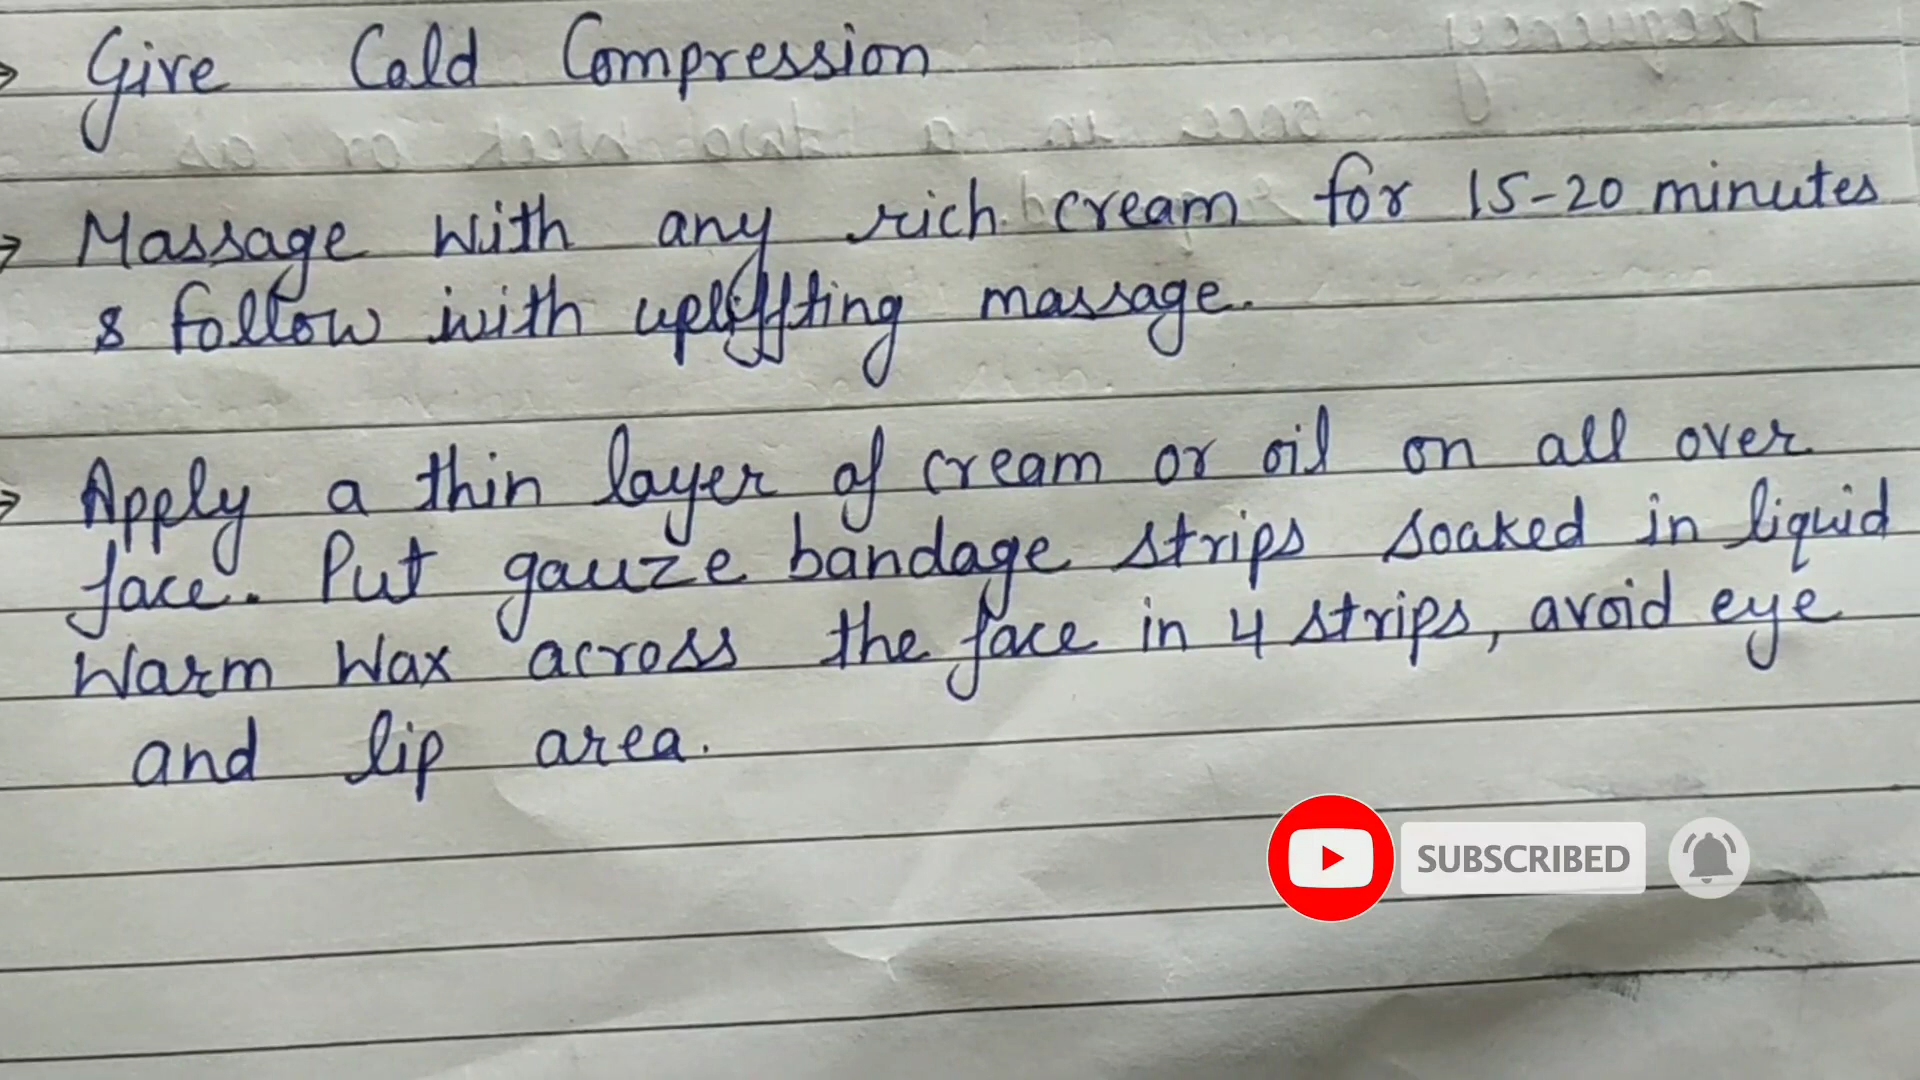 → Give Cold Compression
→ Massage with any rich cream for 15-20 minutes
& follow with upliffting massage.
→ Apply a thin layer of cream or oil on all over
face. Put gauze bandage strips soaked in liquid
Warm Wax across the face in 4 strips, avoid eye
and lip area.
SUBSCRIBED